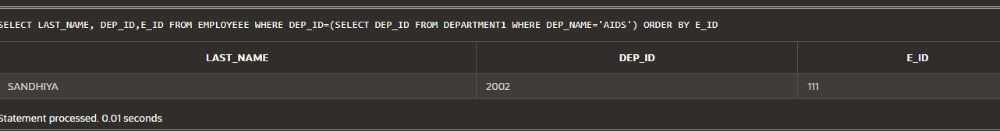 SELECT LAST_NAME, DEP_ID,E_ID FROM EMPLOYEEE WHERE DEP_ID=(SELECT DEP_ID FROM DEPARTMENT1 WHERE DEP_NAME='AIDS') ORDER BY E_ID
LAST_NAME DEP_ID E_ID
SANDHIYA 2002 111
Statement processed. 0.01 seconds